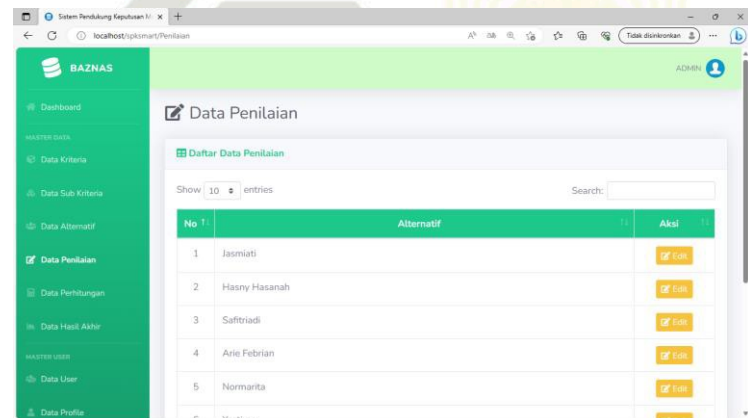 Sistem Pendukung Keputusan M
localhost/spksmart/Penilaian
Tidak disinkronkan
BAZNAS
ADMIN
Dashboard
MASTER DATA
Data Kriteria
Data Sub Kriteria
Data Alternatif
Data Penilaian
Data Perhitungan
Data Hasil Akhir
MASTER USER
Data User
Data Profile
Data Penilaian
Daftar Data Penilaian
Show 10 entries
Search:
No Alternatif Aksi
1 Jasmiati Edit
2 Hasny Hasanah Edit
3 Safitriadi Edit
4 Arie Febrian Edit
5 Normarita Edit